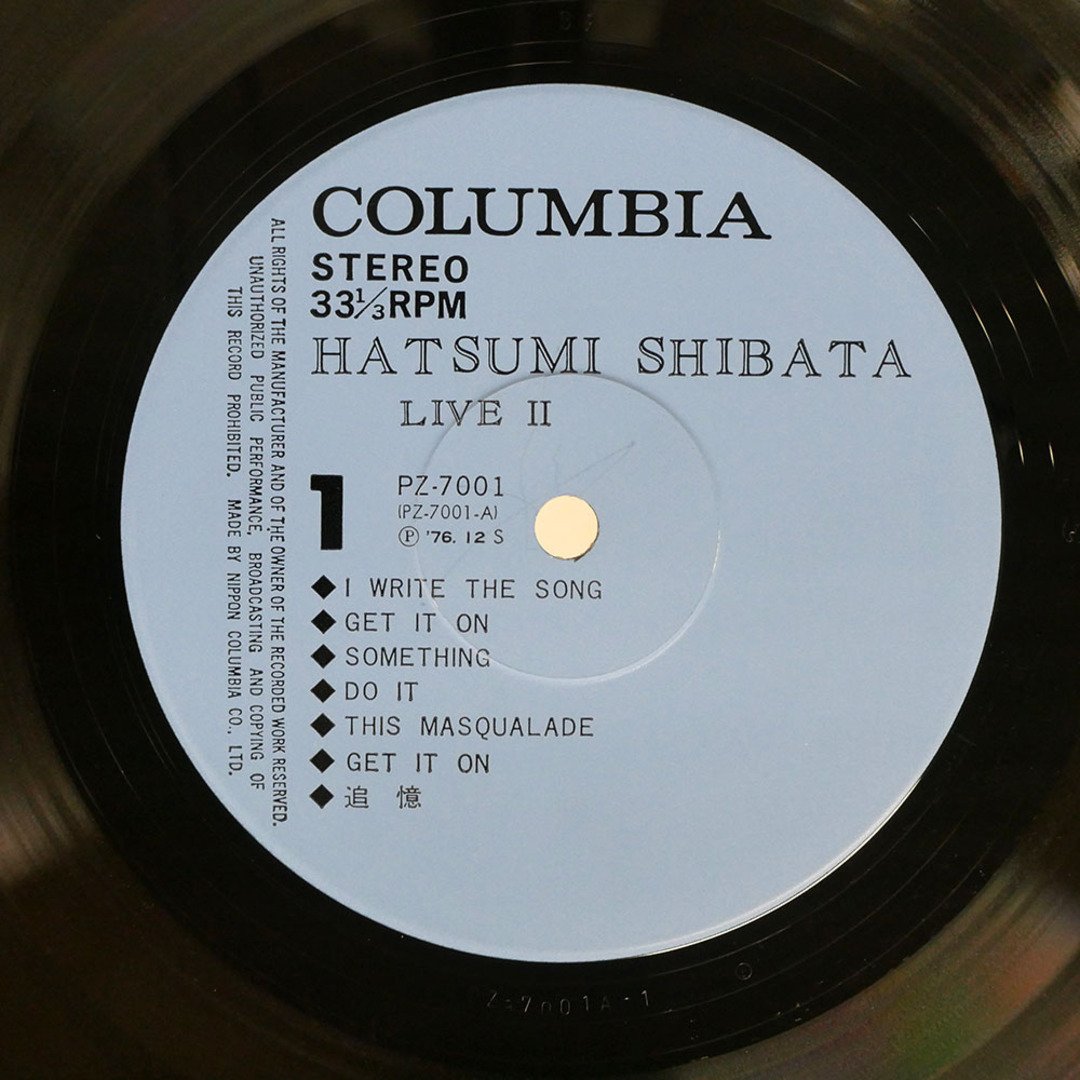 COLUMBIA
STEREO
33⅓RPM
HATSUMI SHIBATA
LIVE II
1
PZ-7001
(PZ-7001-A)
Ⓟ '76. 12 S
◆ I WRITE THE SONG
◆ GET IT ON
◆ SOMETHING
◆ DO IT
◆ THIS MASQUALADE
◆ GET IT ON
◆ 追憶
ALL RIGHTS OF THE MANUFACTURER AND OF THE OWNER OF THE RECORDED WORK RESERVED.
UNAUTHORIZED PUBLIC PERFORMANCE, BROADCASTING AND COPYING OF
THIS RECORD PROHIBITED. MADE BY NIPPON COLUMBIA CO., LTD.